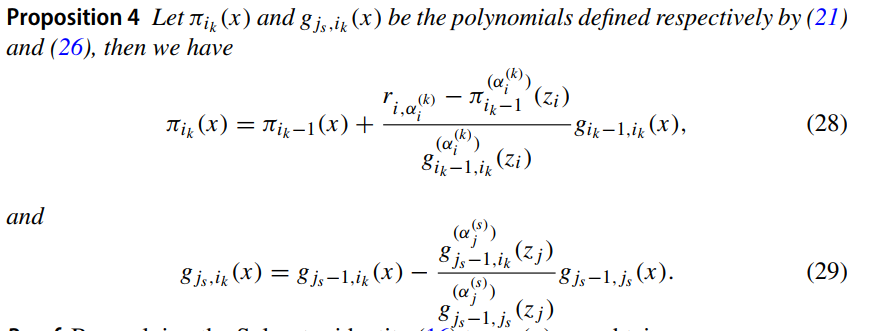 Proposition 4 Let π_{i_k}(x) and g_{j_s,i_k}(x) be the polynomials defined respectively by (21)
and (26), then we have
π_{i_k}(x) = π_{i_k−1}(x) + \frac{r_{i,α_i^{(k)}} − π_{i_k−1}^{(α_i^{(k)})}(z_i)}{g_{i_k−1,i_k}^{(α_i^{(k)})}(z_i)} g_{i_k−1,i_k}(x), (28)
and
g_{j_s,i_k}(x) = g_{j_s−1,i_k}(x) − \frac{g_{j_s−1,i_k}^{(α_j^{(s)})}(z_j)}{g_{j_s−1,j_s}^{(α_j^{(s)})}(z_j)} g_{j_s−1,j_s}(x). (29)